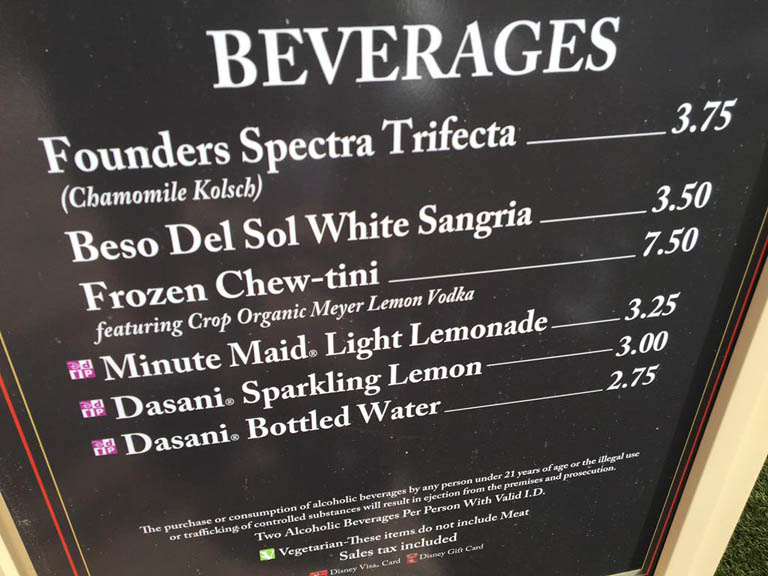 BEVERAGES
Founders Spectra Trifecta 3.75
(Chamomile Kolsch)
Beso Del Sol White Sangria 3.50
Frozen Chew-tini 7.50
featuring Crop Organic Meyer Lemon Vodka
Minute Maid® Light Lemonade 3.25
Dasani® Sparkling Lemon 3.00
Dasani® Bottled Water 2.75
The purchase or consumption of alcoholic beverages by any person under 21 years of age or the illegal use
or trafficking of controlled substances will result in ejection from the premises and prosecution.
Two Alcoholic Beverages Per Person With Valid I.D.
V Vegetarian-These items do not include Meat
Sales tax included
Disney Visa® Card Disney Gift Card